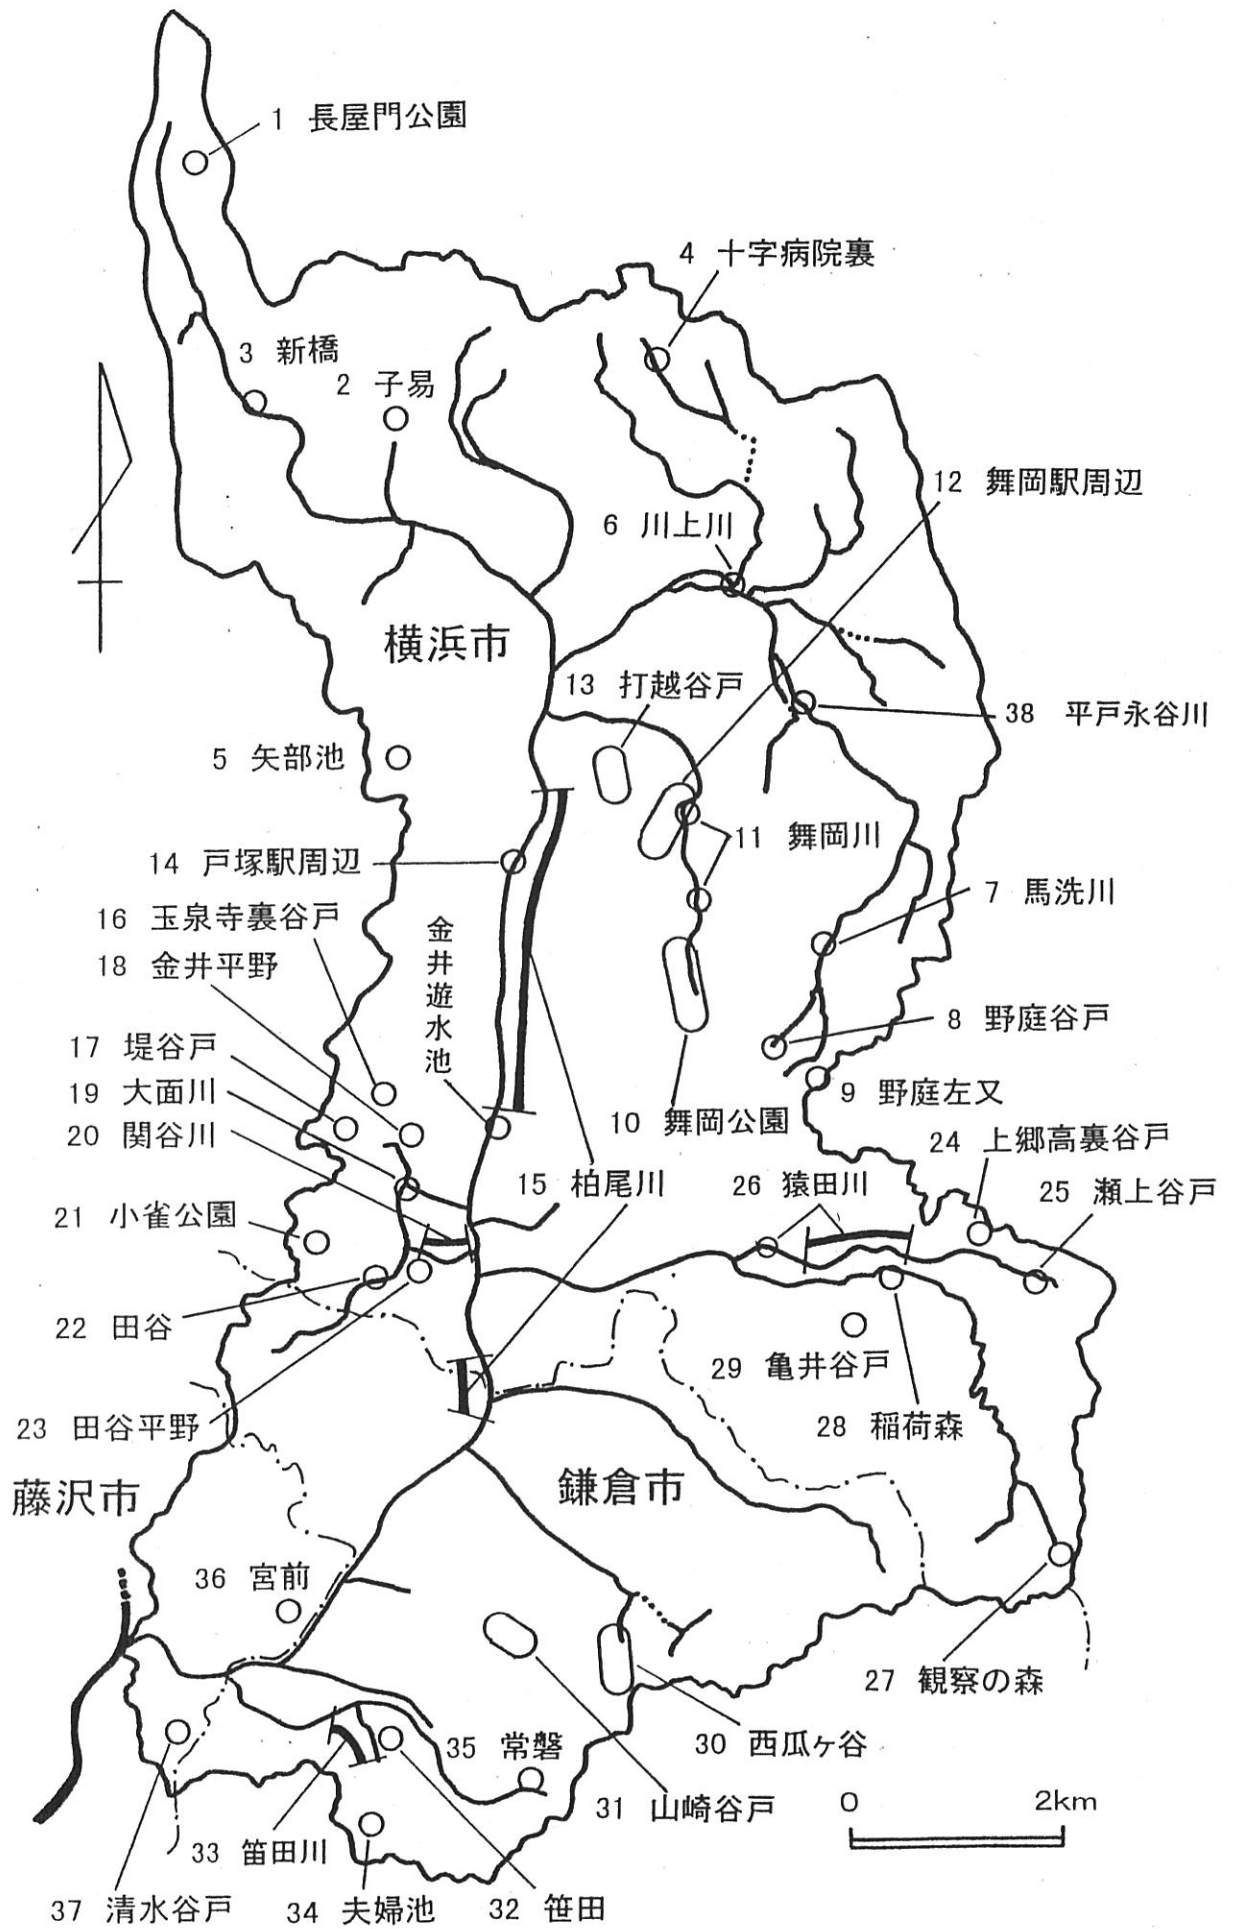 1 長屋門公園
4 十字病院裏
3 新橋
2 子易
12 舞岡駅周辺
6 川上川
横浜市
13 打越谷戸
38 平戸永谷川
5 矢部池
11 舞岡川
14 戸塚駅周辺
7 馬洗川
16 玉泉寺裏谷戸
金井遊水池
18 金井平野
8 野庭谷戸
17 堤谷戸
19 大面川
9 野庭左又
10 舞岡公園
20 関谷川
24 上郷高裏谷戸
15 柏尾川
26 猿田川
25 瀬上谷戸
21 小雀公園
22 田谷
29 亀井谷戸
23 田谷平野
28 稲荷森
藤沢市
鎌倉市
36 宮前
27 観察の森
30 西瓜ヶ谷
35 常磐
31 山崎谷戸
0 2km
33 笛田川
37 清水谷戸
34 夫婦池
32 笹田